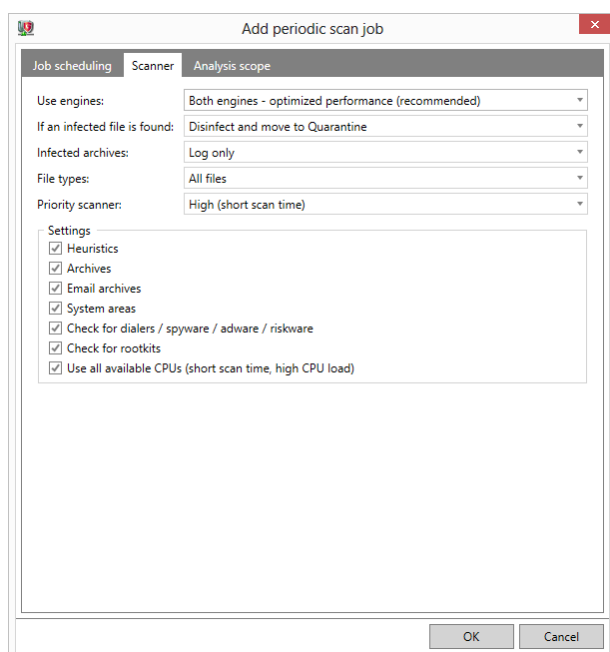 Add periodic scan job
Job scheduling Scanner Analysis scope
Use engines: Both engines - optimized performance (recommended)
If an infected file is found: Disinfect and move to Quarantine
Infected archives: Log only
File types: All files
Priority scanner: High (short scan time)
Settings
Heuristics
Archives
Email archives
System areas
Check for dialers / spyware / adware / riskware
Check for rootkits
Use all available CPUs (short scan time, high CPU load)
OK Cancel